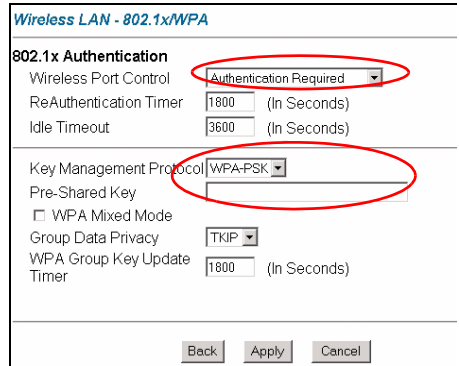 Wireless LAN - 802.1x/WPA
802.1x Authentication
Wireless Port Control Authentication Required
ReAuthentication Timer 1800 (In Seconds)
Idle Timeout 3600 (In Seconds)
Key Management Protocol WPA-PSK
Pre-Shared Key
WPA Mixed Mode
Group Data Privacy TKIP
WPA Group Key Update
Timer 1800 (In Seconds)
Back Apply Cancel